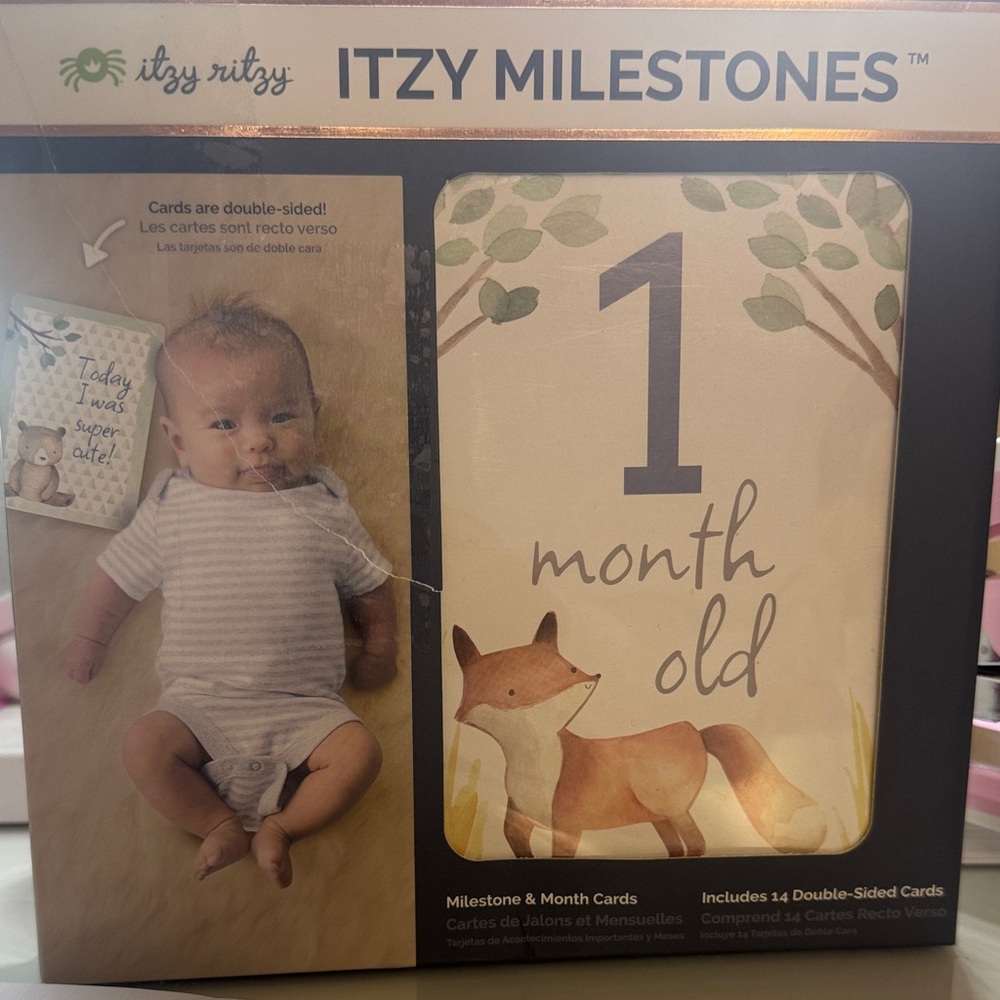 itzy ritzy
ITZY MILESTONES™
Cards are double-sided!
Les cartes sont recto verso
Las tarjetas son de doble cara
Today
I was
super
cute!
1
month
old
Milestone & Month Cards
Cartes de Jalons et Mensuelles
Tarjetas de Acontecimientos Importantes y Meses
Includes 14 Double-Sided Cards
Comprend 14 Cartes Recto Verso
Incluye 14 Tarjetas de Doble Cara